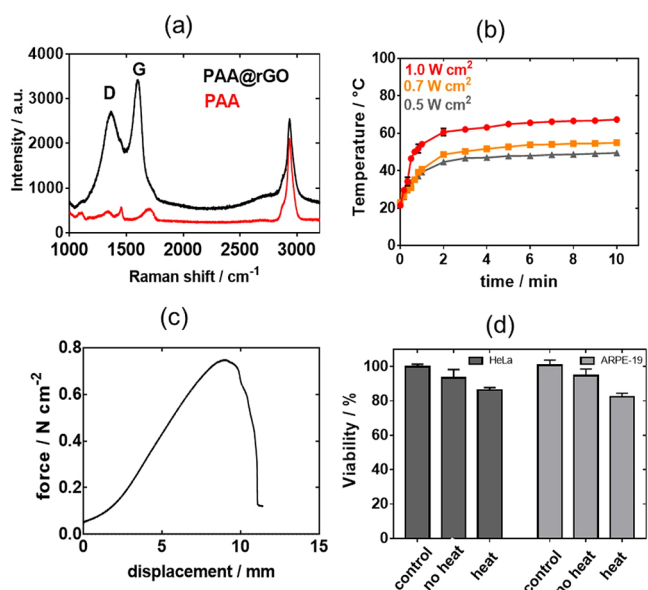 (a)
4000
3000
2000
1000
0
Intensity / a.u.
D
G
PAA@rGO
PAA
1000 1500 2000 2500 3000
Raman shift / cm-1
(b)
100
80
60
40
20
0
Temperature / °C
1.0 W cm2
0.7 W cm2
0.5 W cm2
0 2 4 6 8 10
time / min
(c)
0.8
0.6
0.4
0.2
0.0
force / N cm-2
0 5 10 15
displacement / mm
(d)
100
80
60
40
20
0
Viability / %
HeLa
ARPE-19
control no heat heat control no heat heat